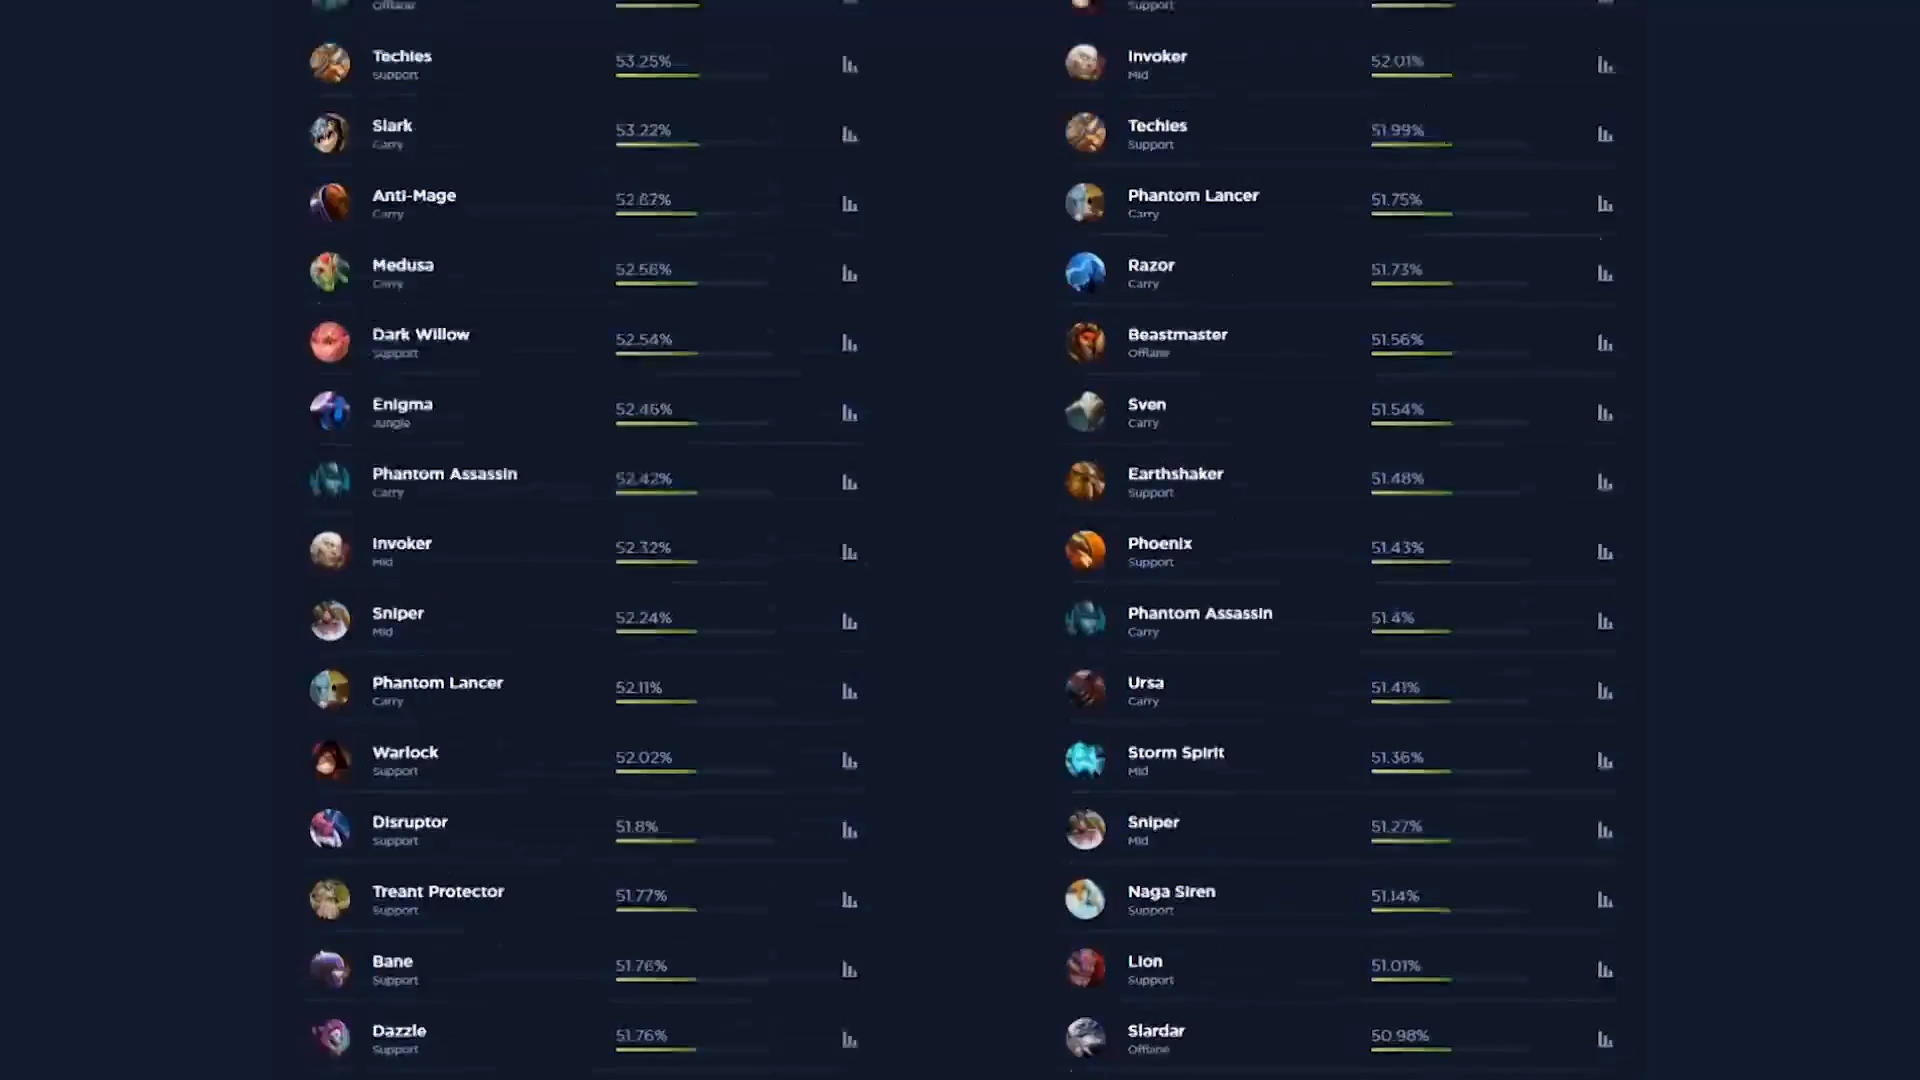 Offlane
Techies
Support
53.25%
Slark
Carry
53.22%
Anti-Mage
Carry
52.82%
Medusa
Carry
52.58%
Dark Willow
Support
52.54%
Enigma
Jungle
52.46%
Phantom Assassin
Carry
52.42%
Invoker
Mid
52.32%
Sniper
Mid
52.24%
Phantom Lancer
Carry
52.11%
Warlock
Support
52.02%
Disruptor
Support
51.8%
Treant Protector
Support
51.77%
Bane
Support
51.76%
Dazzle
Support
51.76%
Support
Invoker
Mid
52.01%
Techies
Support
51.99%
Phantom Lancer
Carry
51.75%
Razor
Carry
51.73%
Beastmaster
Offlane
51.56%
Sven
Carry
51.54%
Earthshaker
Support
51.48%
Phoenix
Support
51.43%
Phantom Assassin
Carry
51.4%
Ursa
Carry
51.41%
Storm Spirit
Mid
51.36%
Sniper
Mid
51.27%
Naga Siren
Support
51.14%
Lion
Support
51.01%
Slardar
Offlane
50.98%